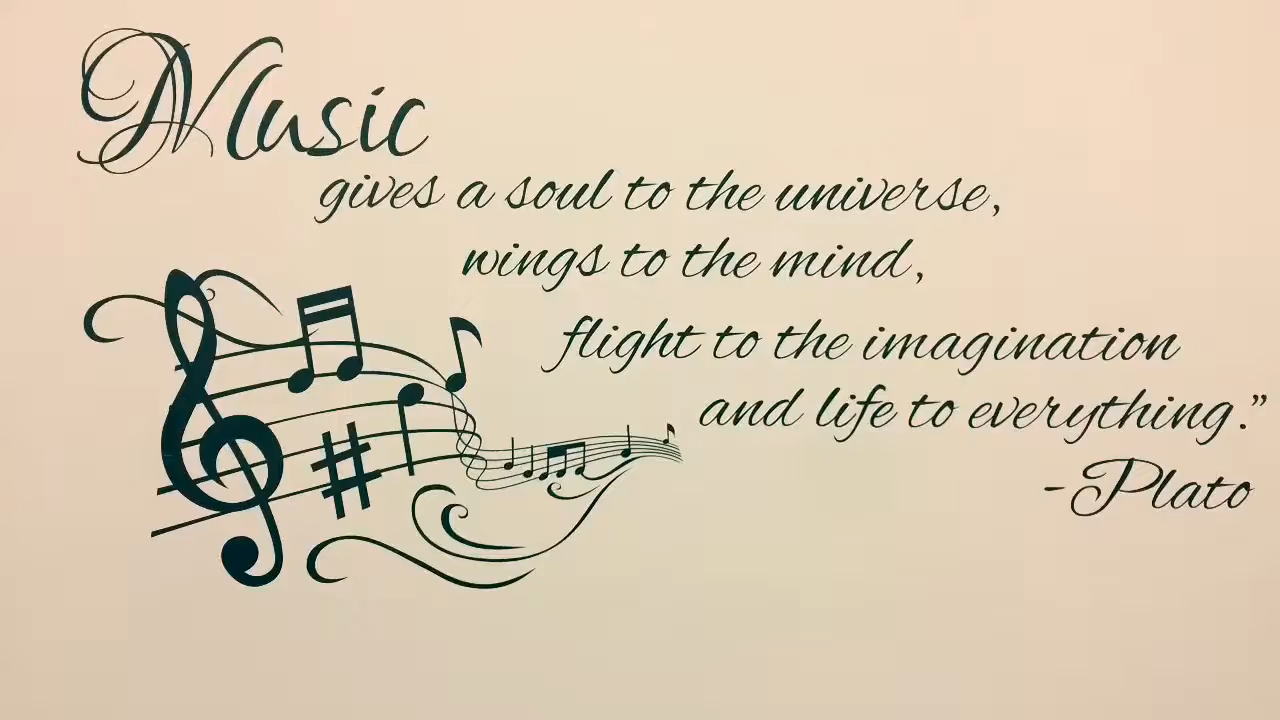 Music
gives a soul to the universe,
wings to the mind,
flight to the imagination
and life to everything.”
-Plato